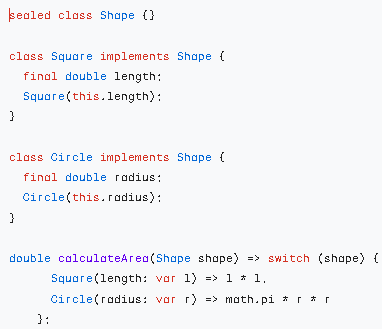 sealed class Shape {}

class Square implements Shape {
  final double length;
  Square(this.length);
}

class Circle implements Shape {
  final double radius;
  Circle(this.radius);
}

double calculateArea(Shape shape) => switch (shape) {
      Square(length: var l) => l * l,
      Circle(radius: var r) => math.pi * r * r
    };